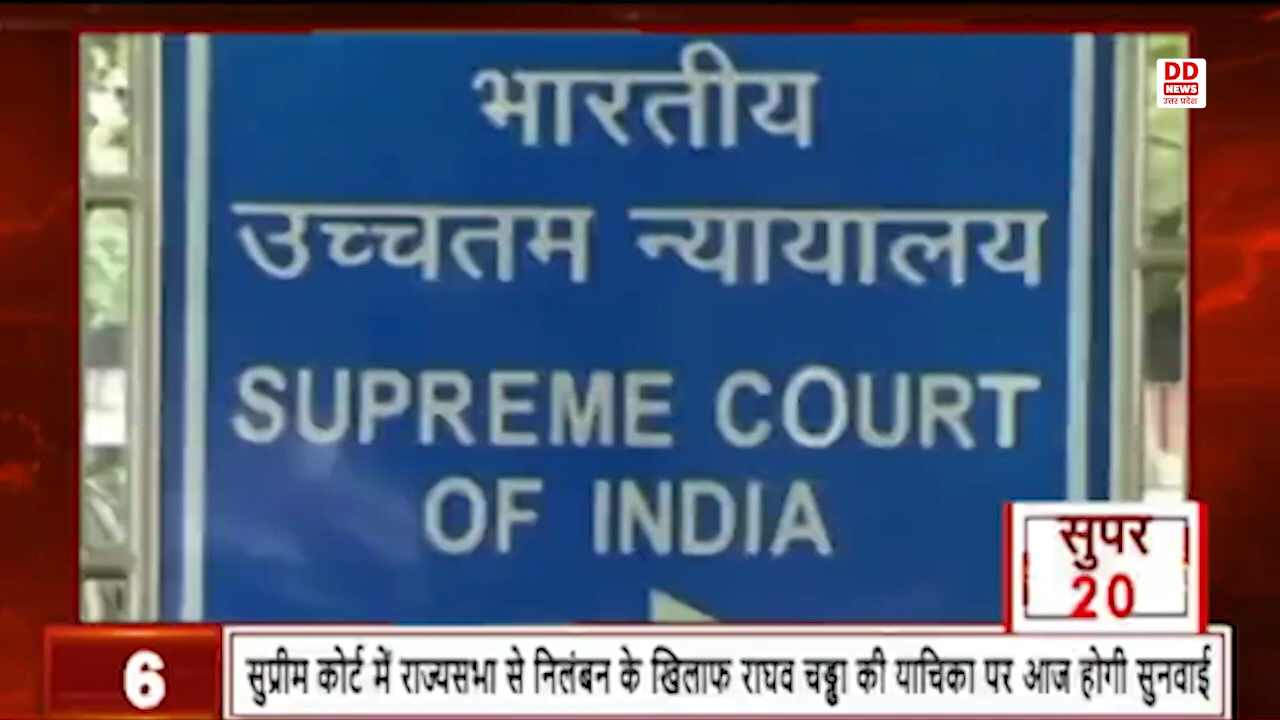 DD
NEWS
उत्तर प्रदेश
भारतीय
उच्चतम न्यायालय
SUPREME COURT
OF INDIA
सुपर
20
6
सुप्रीम कोर्ट में राज्यसभा से निलंबन के खिलाफ राघव चड्ढा की याचिका पर आज होगी सुनवाई